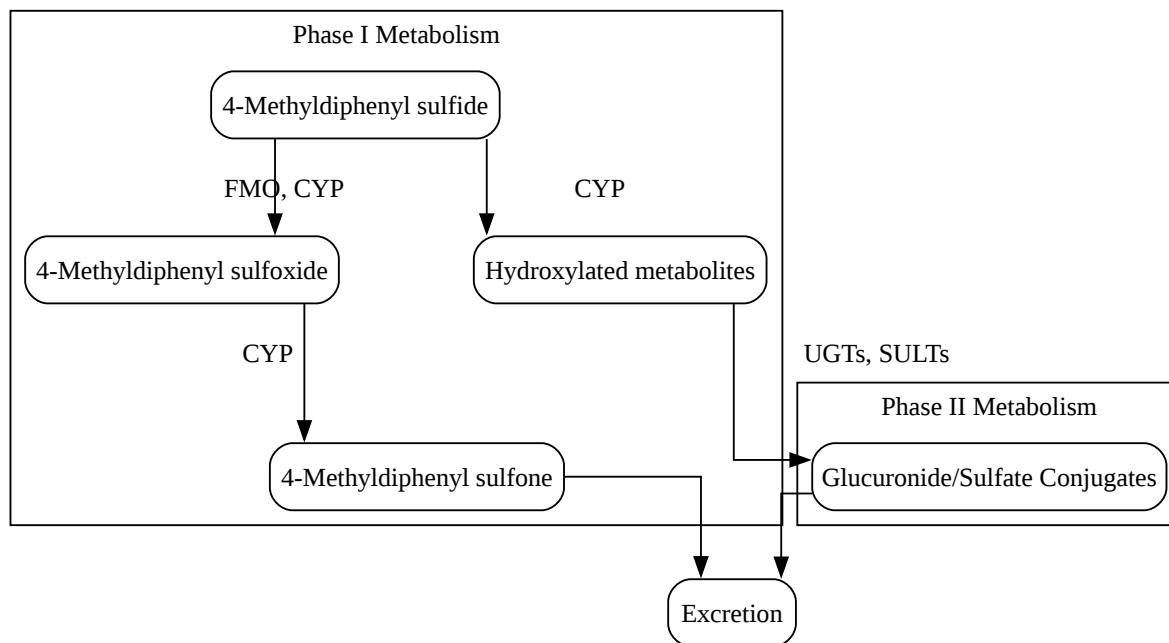 Phase I Metabolism
4-Methyldiphenyl sulfide
FMO, CYP
CYP
4-Methyldiphenyl sulfoxide
Hydroxylated metabolites
CYP
UGTs, SULTs
Phase II Metabolism
4-Methyldiphenyl sulfone
Glucuronide/Sulfate Conjugates
Excretion